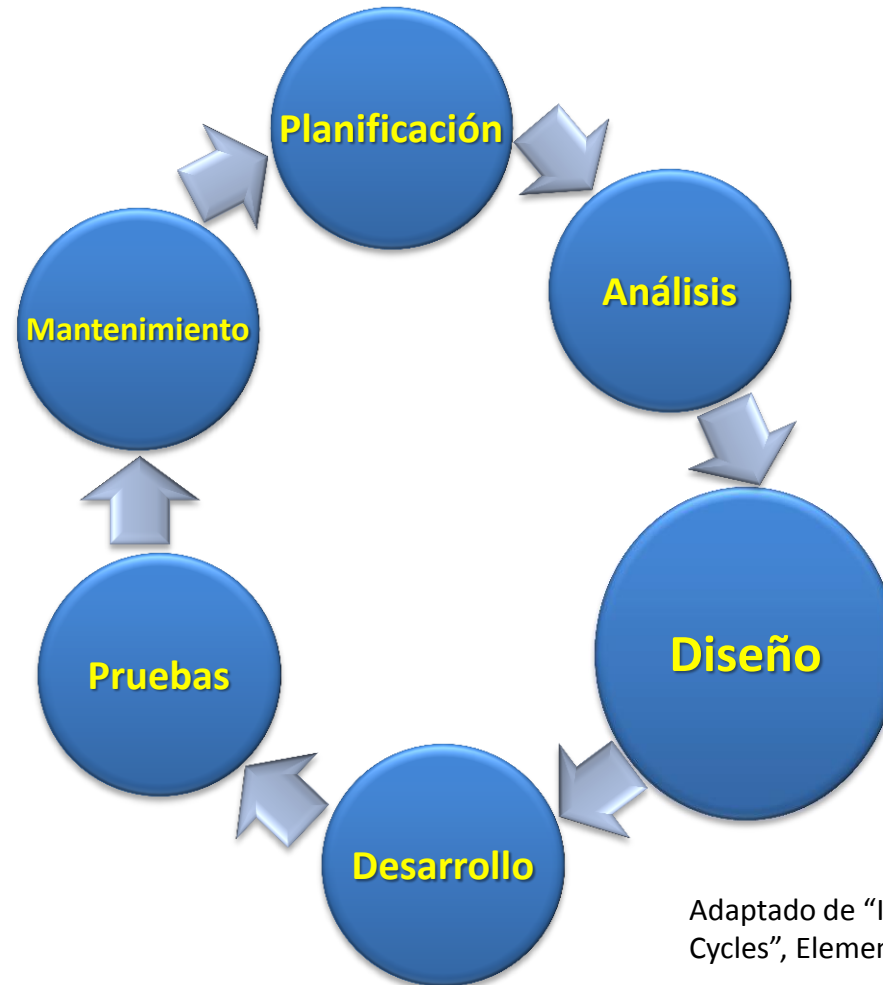 Planificación
Análisis
Diseño
Desarrollo
Pruebas
Mantenimiento
Adaptado de “
Cycles”,